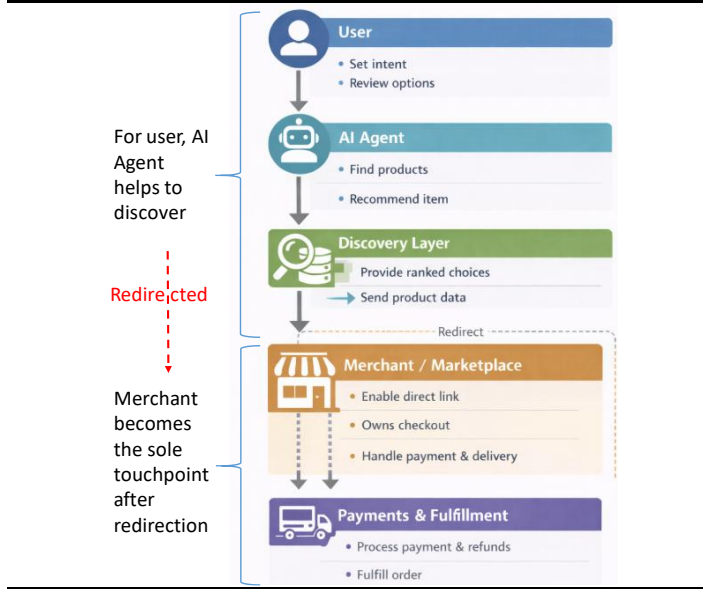 User
• Set intent
• Review options
For user, AI
Agent
helps to
discover
AI Agent
• Find products
• Recommend item
Discovery Layer
Provide ranked choices
Send product data
Redirected
Redirect
Merchant / Marketplace
• Enable direct link
• Owns checkout
• Handle payment & delivery
Merchant
becomes
the sole
touchpoint
after
redirection
Payments & Fulfillment
• Process payment & refunds
• Fulfill order